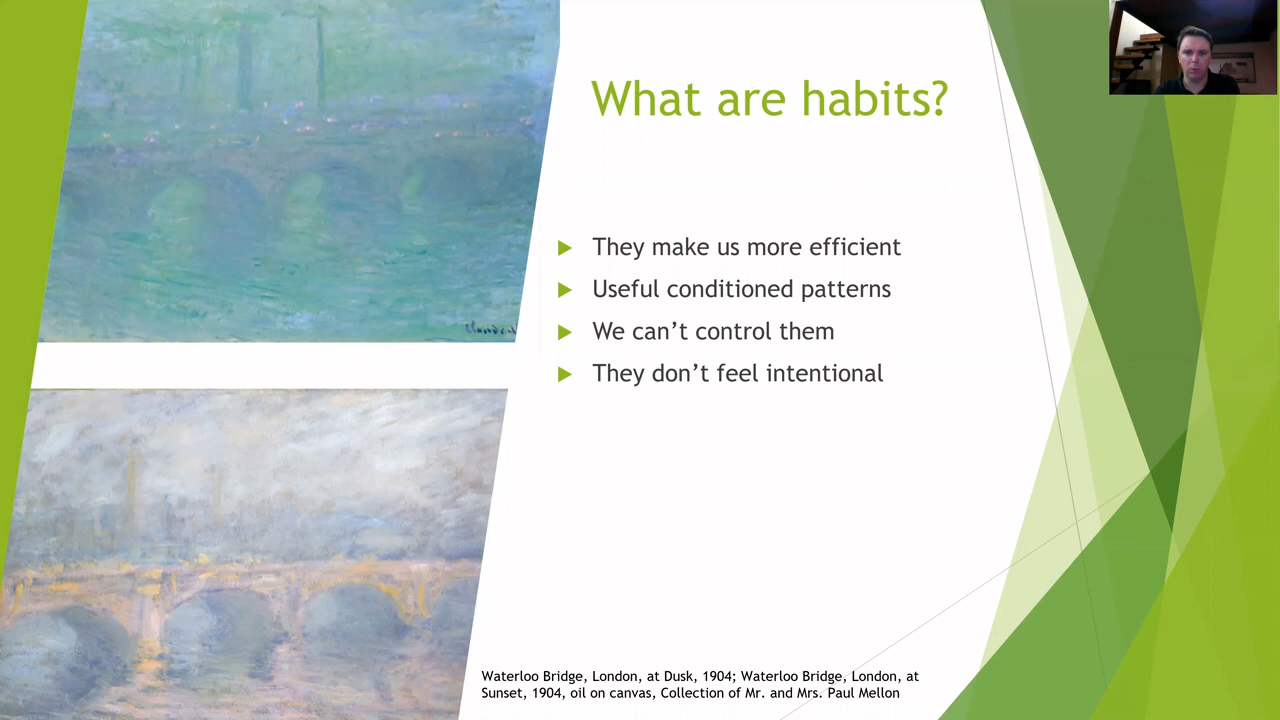 What are habits?
They make us more efficient
Useful conditioned patterns
We can’t control them
They don’t feel intentional
Waterloo Bridge, London, at Dusk, 1904; Waterloo Bridge, London, at
Sunset, 1904, oil on canvas, Collection of Mr. and Mrs. Paul Mellon